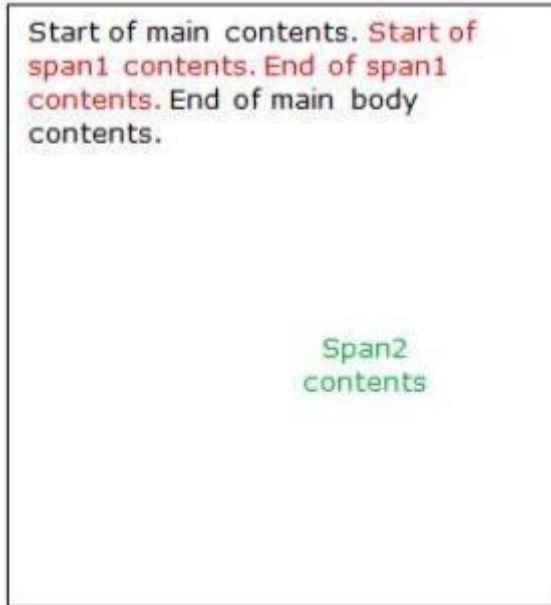 Start of main contents. Start of
span1 contents. End of span1
contents. End of main body
contents.
Span2
contents